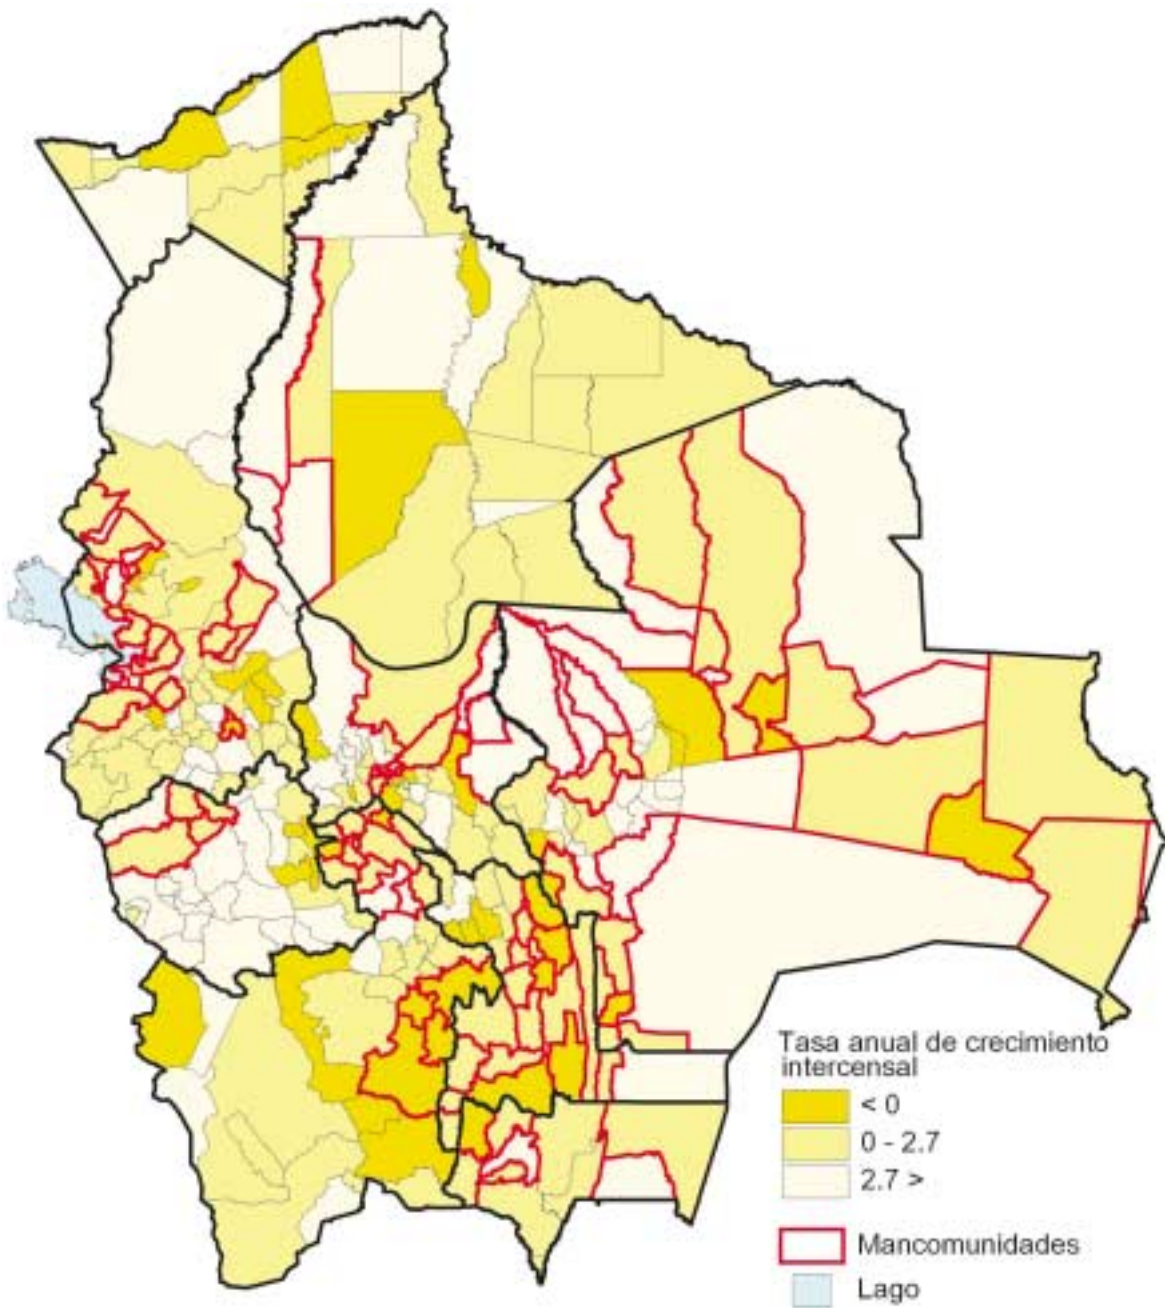 Tasa anual de crecimiento
intercensal
< 0
0 - 2.7
2.7 >
Mancomunidades
Lago